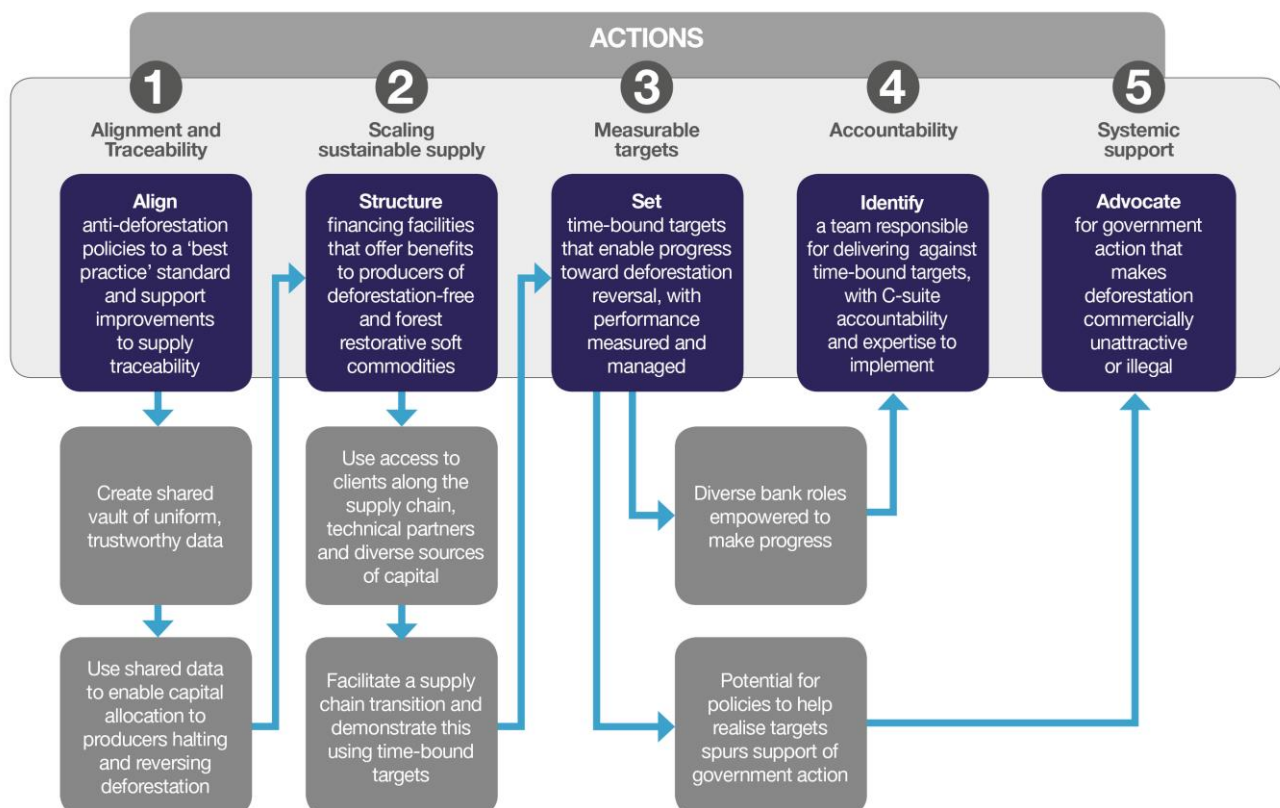 ACTIONS
1
Alignment and
Traceability
Align
anti-deforestation
policies to a ‘best
practice’ standard
and support
improvements
to supply
traceability
Create shared
vault of uniform,
trustworthy data
Use shared data
to enable capital
allocation to
producers halting
and reversing
deforestation
2
Scaling
sustainable supply
Structure
financing facilities
that offer benefits
to producers of
deforestation-free
and forest
restorative soft
commodities
Use access to
clients along the
supply chain,
technical partners
and diverse sources
of capital
Facilitate a supply
chain transition and
demonstrate this
using time-bound
targets
3
Measurable
targets
Set
time-bound targets
that enable progress
toward deforestation
reversal, with
performance
measured and
managed
Diverse bank roles
empowered to
make progress
Potential for
policies to help
realise targets
spurs support of
government action
4
Accountability
Identify
a team responsible
for delivering against
time-bound targets,
with C-suite
accountability
and expertise to
implement
5
Systemic
support
Advocate
for government
action that
makes
deforestation
commercially
unattractive
or illegal